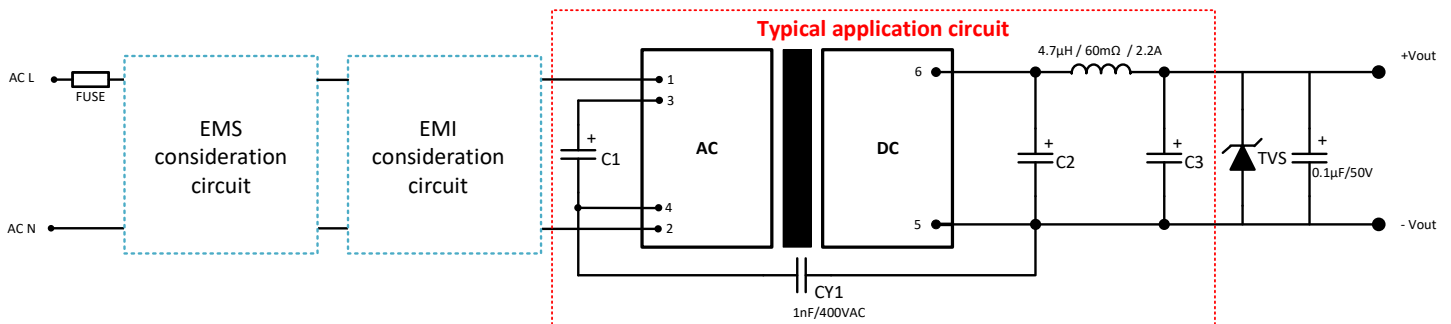 Typical application circuit
4.7µH / 60mΩ / 2.2A
AC L
FUSE
EMS
consideration
circuit
EMI
consideration
circuit
1
3
+
C1
4
2
AC
DC
6
5
+
C2
+
C3
TVS
+
0.1µF/50V
+Vout
- Vout
AC N
CY1
1nF/400VAC